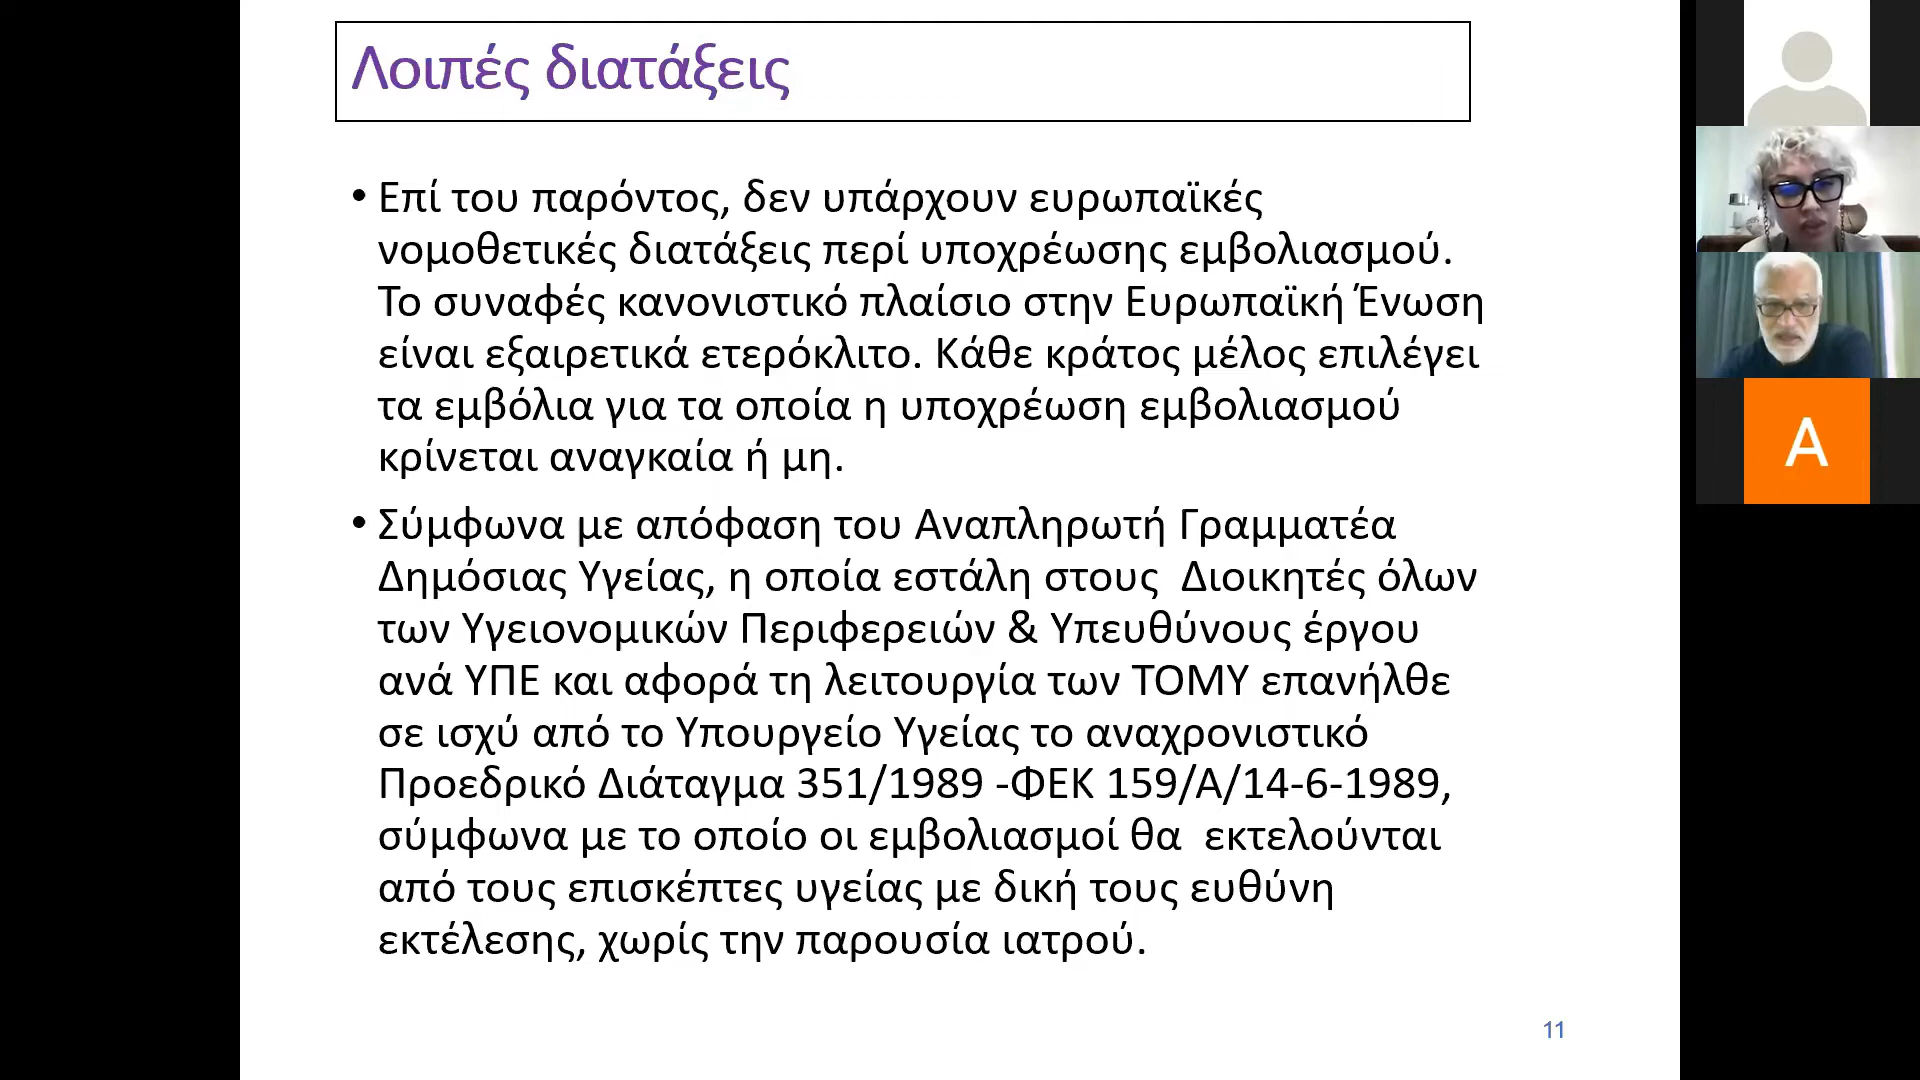 Λοιπές διατάξεις
• Επί του παρόντος, δεν υπάρχουν ευρωπαϊκές
νομοθετικές διατάξεις περί υποχρέωσης εμβολιασμού.
Το συναφές κανονιστικό πλαίσιο στην Ευρωπαϊκή Ένωση
είναι εξαιρετικά ετερόκλιτο. Κάθε κράτος μέλος επιλέγει
τα εμβόλια για τα οποία η υποχρέωση εμβολιασμού
κρίνεται αναγκαία ή μη.
• Σύμφωνα με απόφαση του Αναπληρωτή Γραμματέα
Δημόσιας Υγείας, η οποία εστάλη στους  Διοικητές όλων
των Υγειονομικών Περιφερειών & Υπευθύνους έργου
ανά ΥΠΕ και αφορά τη λειτουργία των ΤΟΜΥ επανήλθε
σε ισχύ από το Υπουργείο Υγείας το αναχρονιστικό
Προεδρικό Διάταγμα 351/1989 -ΦΕΚ 159/Α/14-6-1989,
σύμφωνα με το οποίο οι εμβολιασμοί θα  εκτελούνται
από τους επισκέπτες υγείας με δική τους ευθύνη
εκτέλεσης, χωρίς την παρουσία ιατρού.
11
A